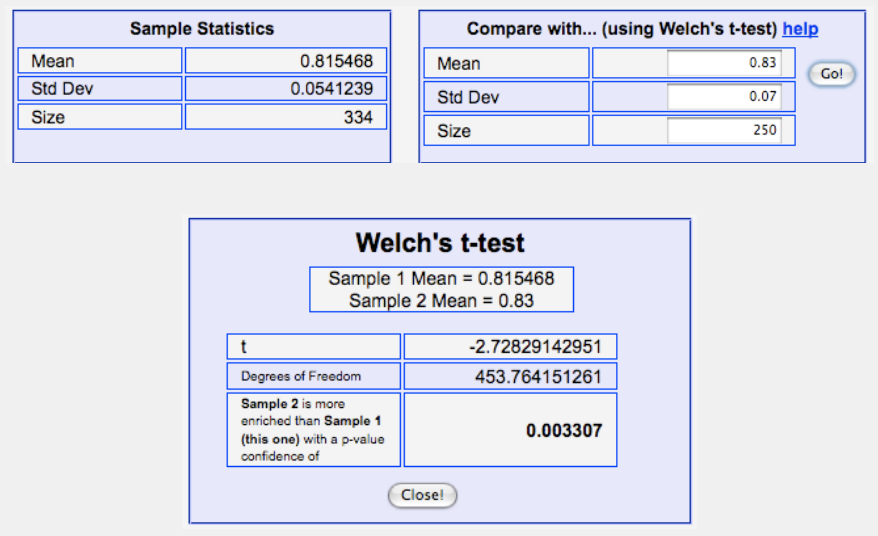 Sample Statistics
Mean 0.815468
Std Dev 0.0541239
Size 334
Compare with... (using Welch's t-test) help
Mean 0.83
Go!
Std Dev 0.07
Size 250
Welch's t-test
Sample 1 Mean = 0.815468
Sample 2 Mean = 0.83
t -2.72829142951
Degrees of Freedom 453.764151261
Sample 2 is more
enriched than Sample 1
(this one) with a p-value
confidence of
0.003307
Close!